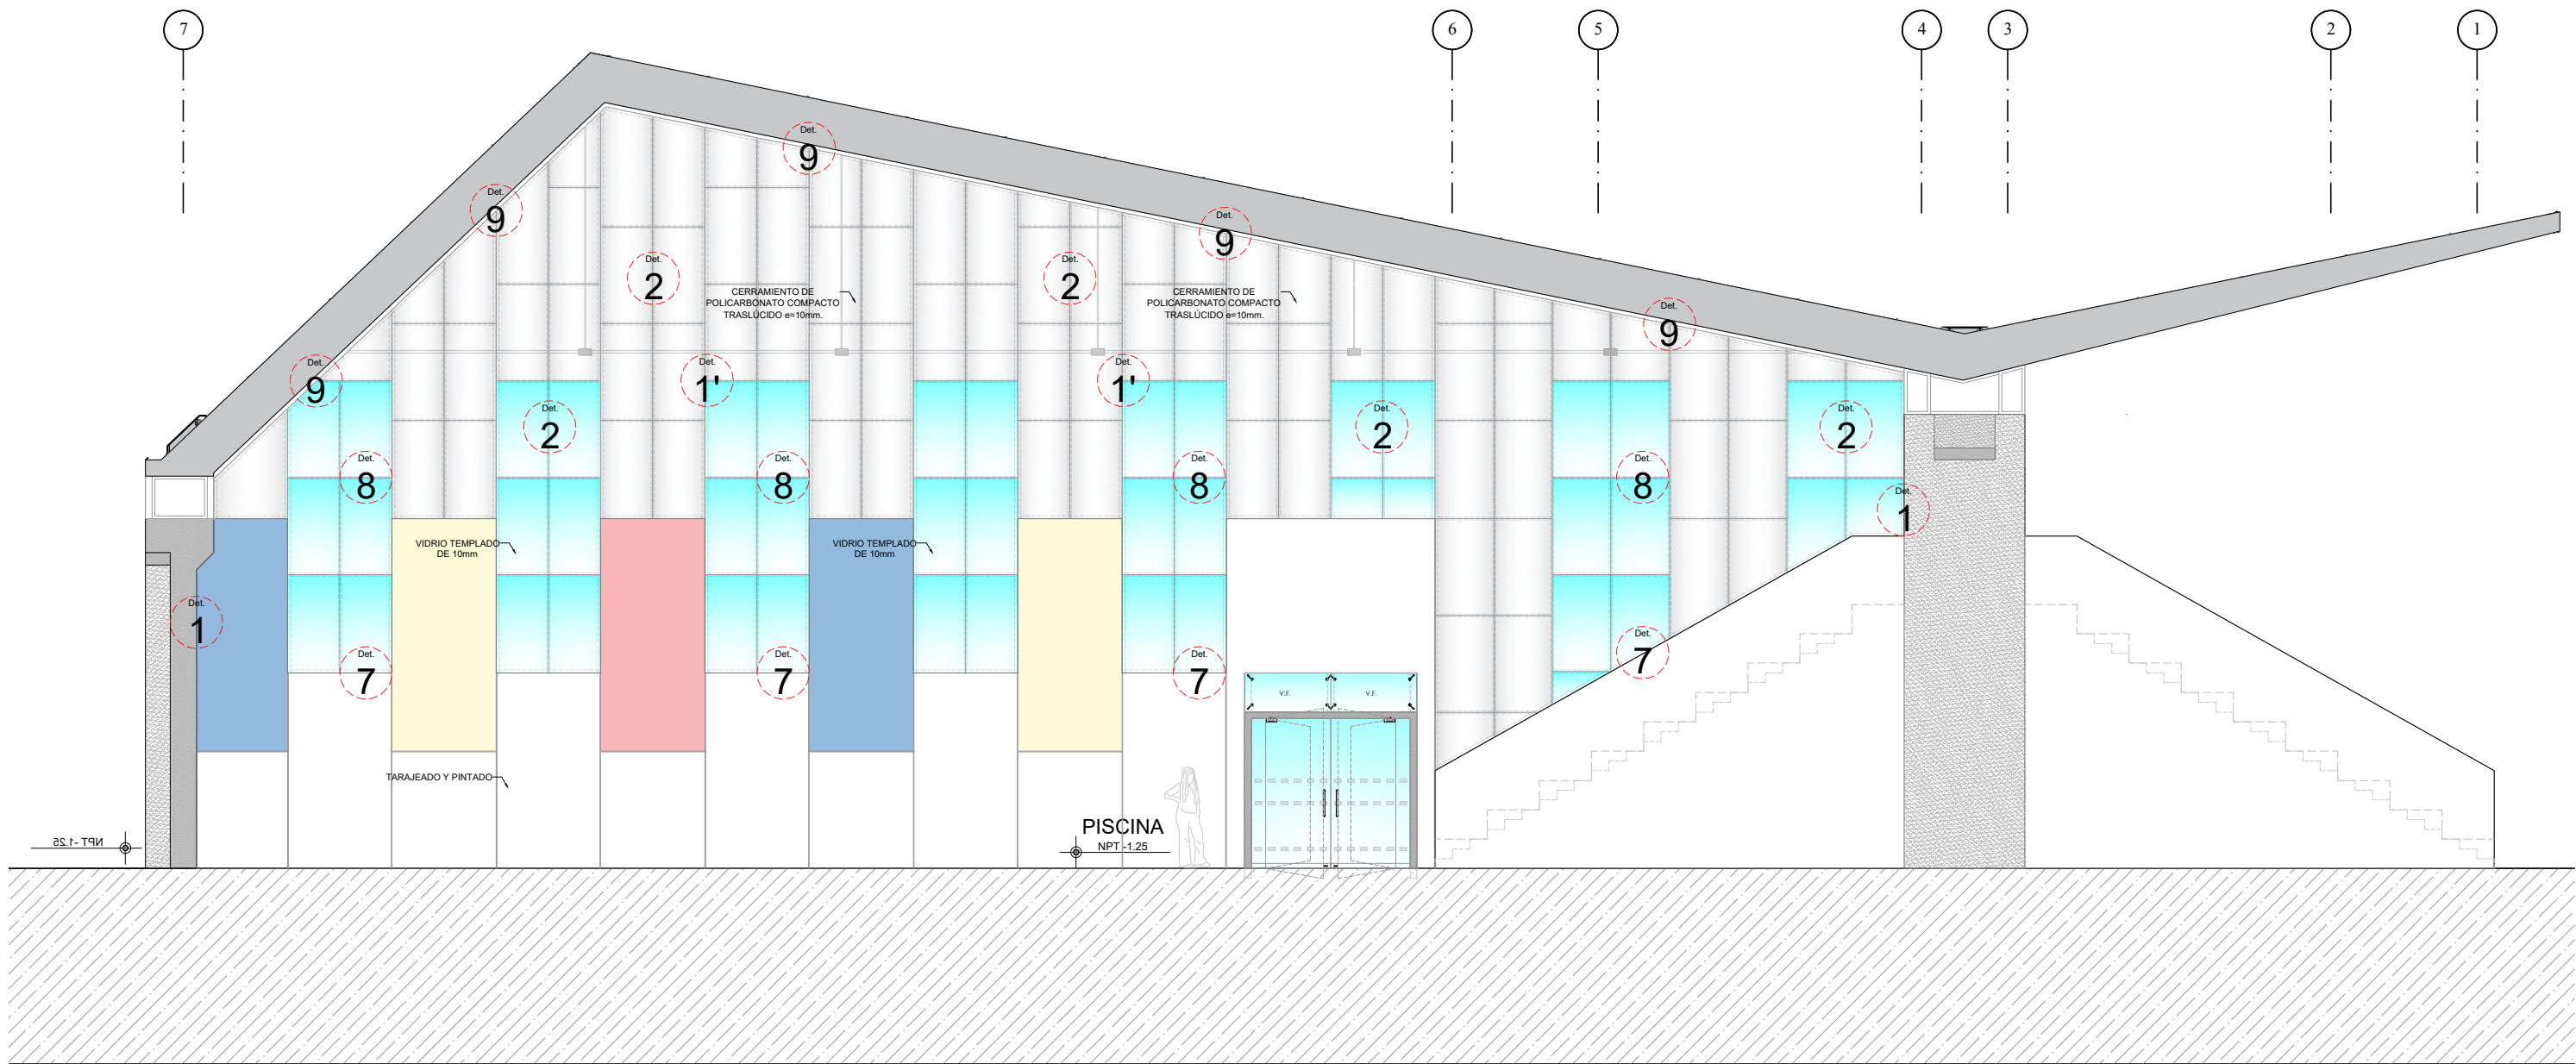 7
6
5
4
3
2
1
Det.
9
Det.
9
Det.
9
Det.
2
Det.
2
CERRAMIENTO DE
POLICARBONATO COMPACTO
TRASLÚCIDO e=10mm.
CERRAMIENTO DE
POLICARBONATO COMPACTO
TRASLÚCIDO e=10mm.
Det.
9
Det.
9
Det.
1'
Det.
1'
Det.
2
Det.
2
Det.
2
Det.
8
Det.
8
Det.
8
Det.
8
Det.
1
VIDRIO TEMPLADO
DE 10mm
VIDRIO TEMPLADO
DE 10mm
Det.
1
Det.
7
Det.
7
Det.
7
Det.
7
V.F.
V.F.
TARAJEADO Y PINTADO
PISCINA
NPT -1.25
NPT -1.25